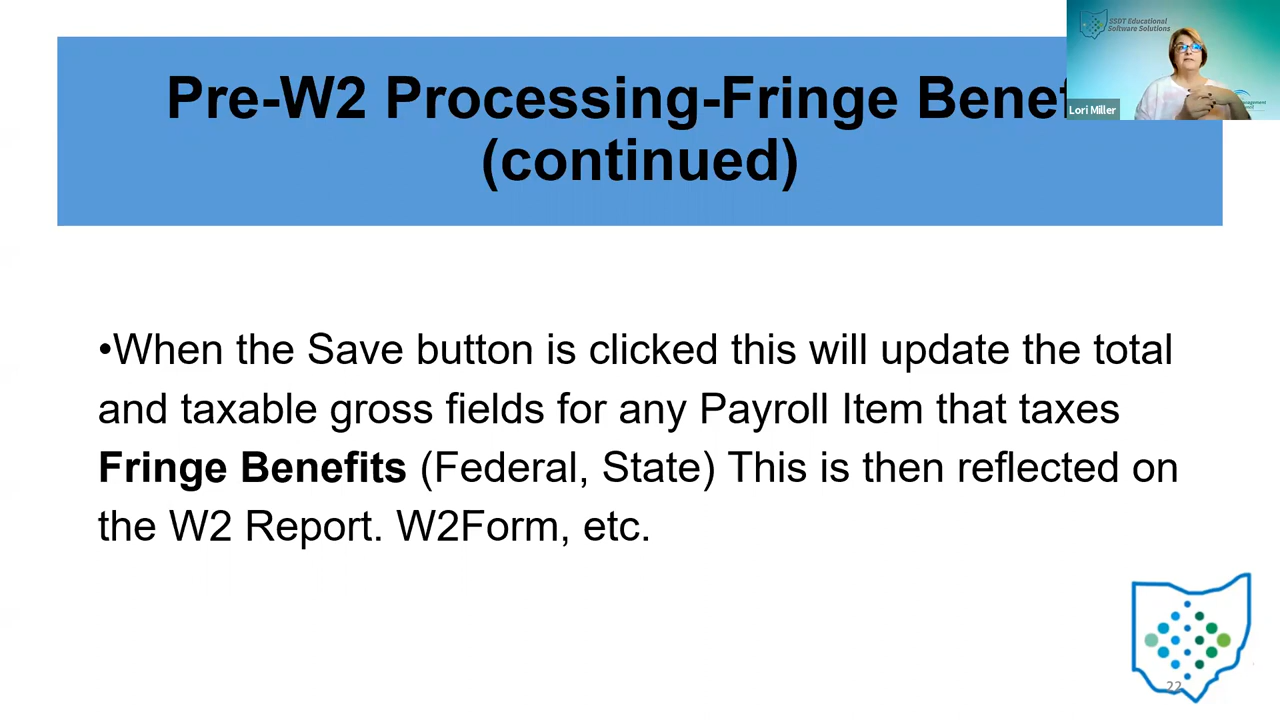 SSDT Educational
Software Solutions
Pre-W2 Processing-Fringe Benef
(continued)
Lori Miller
•When the Save button is clicked this will update the total
and taxable gross fields for any Payroll Item that taxes
Fringe Benefits (Federal, State) This is then reflected on
the W2 Report. W2Form, etc.
22